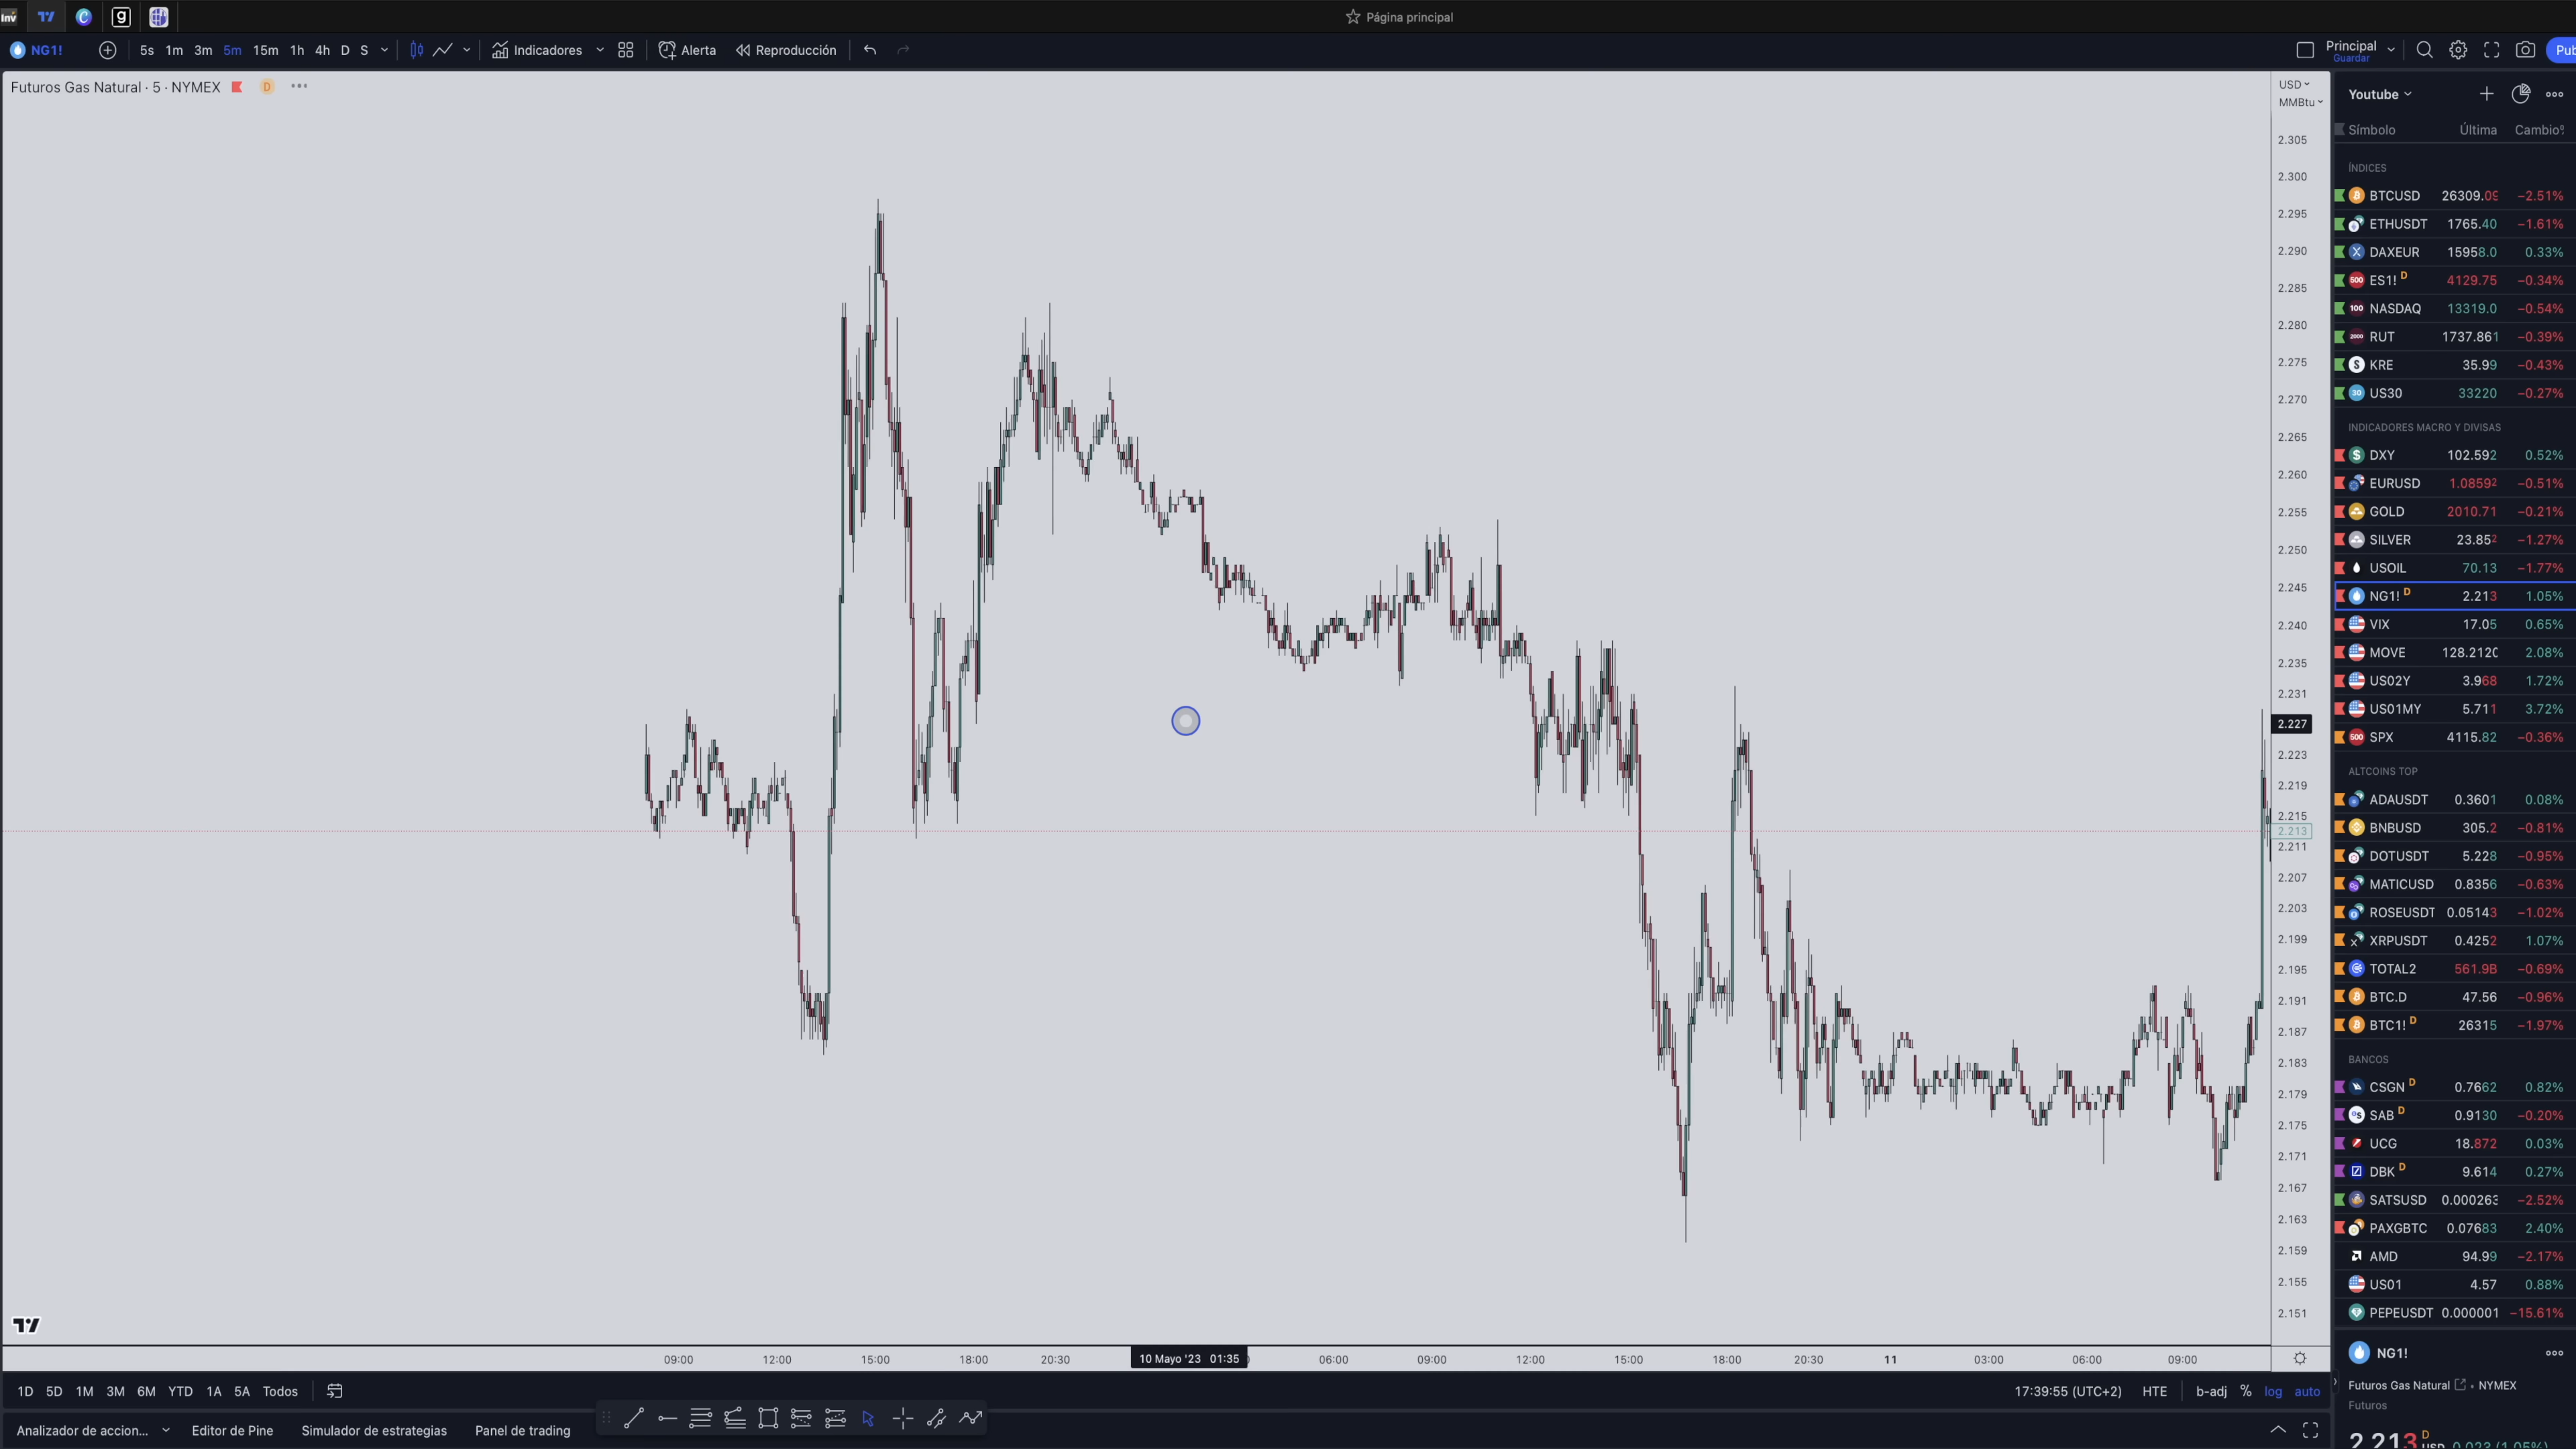 Inv
Página principal
NG1! 5s 1m 3m 5m 15m 1h 4h D S Indicadores Alerta Reproducción Principal
Guardar
Futuros Gas Natural · 5 · NYMEX D
USD
MMBtu
2.305
2.300
2.295
2.290
2.285
2.280
2.275
2.270
2.265
2.260
2.255
2.250
2.245
2.240
2.235
2.231
2.227
2.223
2.219
2.215
2.213
2.211
2.207
2.203
2.199
2.195
2.191
2.187
2.183
2.179
2.175
2.171
2.167
2.163
2.159
2.155
2.151
09:00 12:00 15:00 18:00 20:30 10 Mayo '23 01:35 06:00 09:00 12:00 15:00 18:00 20:30 11 03:00 06:00 09:00
1D 5D 1M 3M 6M YTD 1A 5A Todos 17:39:55 (UTC+2) HTE b-adj % log auto
Analizador de accion... Editor de Pine Simulador de estrategias Panel de trading
Youtube
Símbolo Última Cambio%
ÍNDICES
BTCUSD 26309.09 −2.51%
ETHUSDT 1765.40 −1.61%
DAXEUR 15958.0 0.33%
ES1! D 4129.75 −0.34%
NASDAQ 13319.0 −0.54%
RUT 1737.861 −0.39%
KRE 35.99 −0.43%
US30 33220 −0.27%
INDICADORES MACRO Y DIVISAS
DXY 102.592 0.52%
EURUSD 1.08592 −0.51%
GOLD 2010.71 −0.21%
SILVER 23.852 −1.27%
USOIL 70.13 −1.77%
NG1! D 2.213 1.05%
VIX 17.05 0.65%
MOVE 128.2120 2.08%
US02Y 3.968 1.72%
US01MY 5.711 3.72%
SPX 4115.82 −0.36%
ALTCOINS TOP
ADAUSDT 0.3601 0.08%
BNBUSD 305.2 −0.81%
DOTUSDT 5.228 −0.95%
MATICUSD 0.8356 −0.63%
ROSEUSDT 0.05143 −1.02%
XRPUSDT 0.4252 1.07%
TOTAL2 561.9B −0.69%
BTC.D 47.56 −0.96%
BTC1! D 26315 −1.97%
BANCOS
CSGN D 0.7662 0.82%
SAB D 0.9130 −0.20%
UCG 18.872 0.03%
DBK D 9.614 0.27%
SATSUSD 0.000263 −2.52%
PAXGBTC 0.07683 2.40%
AMD 94.99 −2.17%
US01 4.57 0.88%
PEPEUSDT 0.000001 −15.61%
NG1!
Futuros Gas Natural • NYMEX
Futuros
2.213 D USD 0.023 (1.05%)